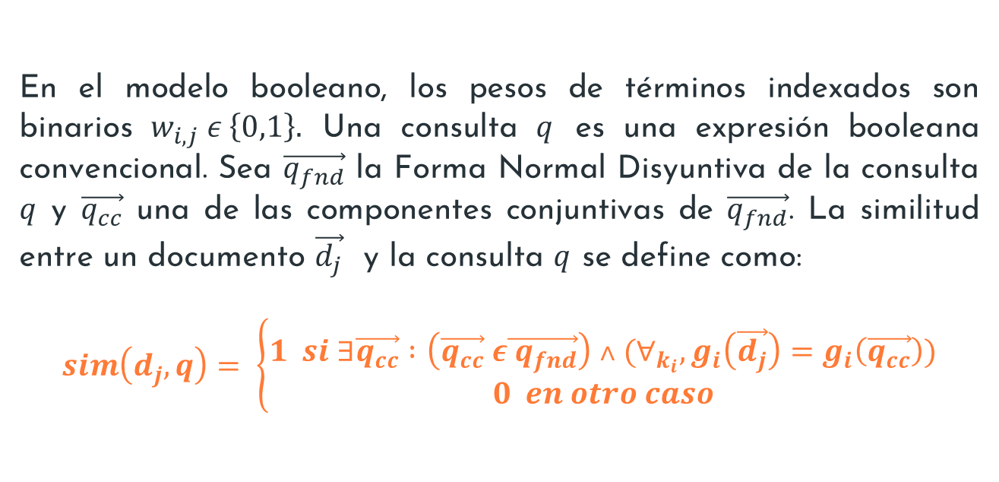 En el modelo booleano, los pesos de términos indexados son
binarios $w_{i,j} \, \epsilon \, \{0,1\}$. Una consulta $q$ es una expresión booleana
convencional. Sea $\overrightarrow{q_{fnd}}$ la Forma Normal Disyuntiva de la consulta
$q$ y $\overrightarrow{q_{cc}}$ una de las componentes conjuntivas de $\overrightarrow{q_{fnd}}$. La similitud
entre un documento $\overrightarrow{d_j}$ y la consulta $q$ se define como:
$sim(d_j, q) = \begin{cases} 1 \;\; si \; \exists \overrightarrow{q_{cc}} : (\overrightarrow{q_{cc}} \, \epsilon \, \overrightarrow{q_{fnd}}) \wedge (\forall_{k_i}, g_i(\overrightarrow{d_j}) = g_i(\overrightarrow{q_{cc}})) \\ 0 \;\; en \; otro \; caso \end{cases}$